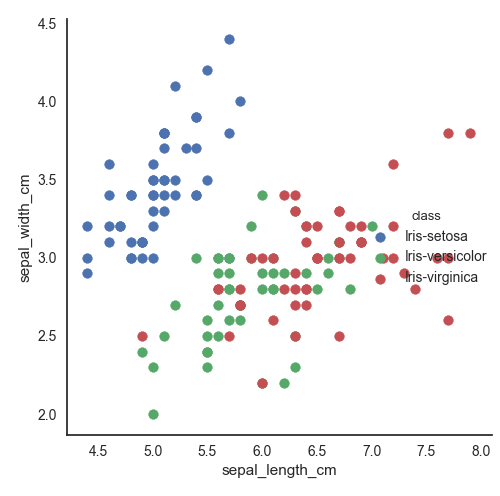 4.5
4.0
3.5
3.0
2.5
2.0
sepal_width_cm
class
Iris-setosa
Iris-versicolor
Iris-virginica
4.5 5.0 5.5 6.0 6.5 7.0 7.5 8.0
sepal_length_cm